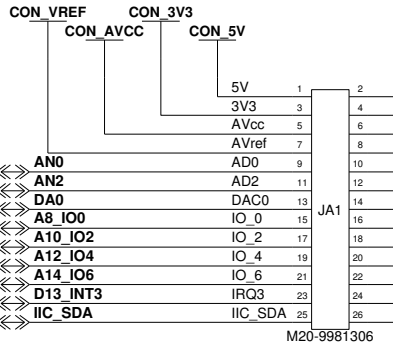 CON_VREF CON_3V3
CON_AVCC CON_5V
5V 1 2
3V3 3 4
AVcc 5 6
AVref 7 8
AN0 AD0 9 10
AN2 AD2 11 12
DA0 DAC0 13 14
JA1
A8_IO0 IO_0 15 16
A10_IO2 IO_2 17 18
A12_IO4 IO_4 19 20
A14_IO6 IO_6 21 22
D13_INT3 IRQ3 23 24
IIC_SDA IIC_SDA 25 26
M20-9981306